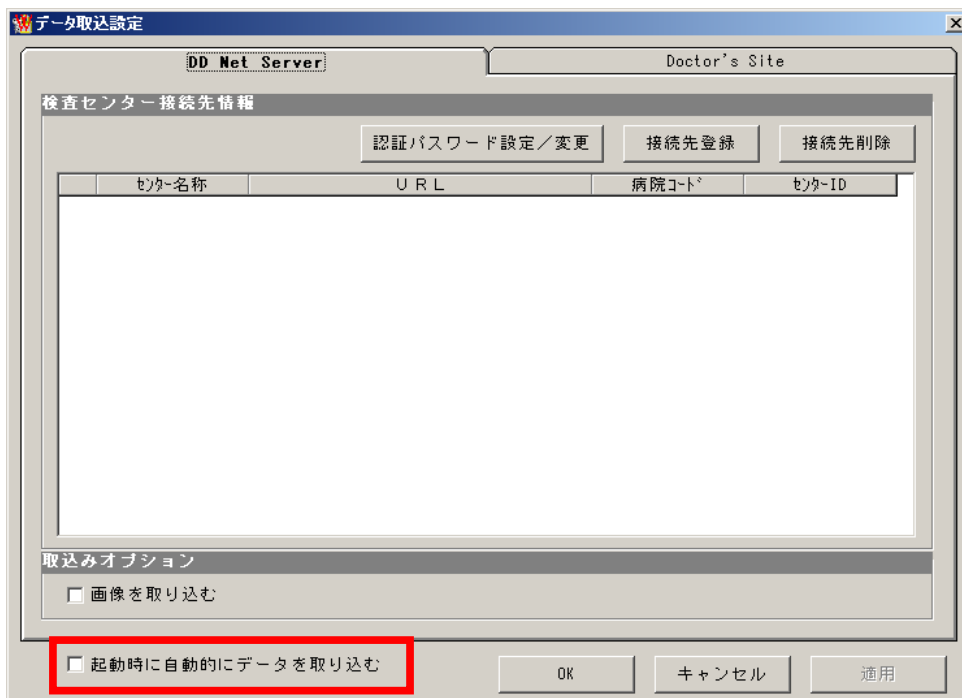 データ取込設定
DD Net Server
Doctor's Site
検査センター接続先情報
認証パスワード設定／変更
接続先登録
接続先削除
ｾﾝﾀｰ名称
ＵＲＬ
病院ｺｰﾄﾞ
ｾﾝﾀｰID
取込みオプション
画像を取り込む
起動時に自動的にデータを取り込む
OK
キャンセル
適用